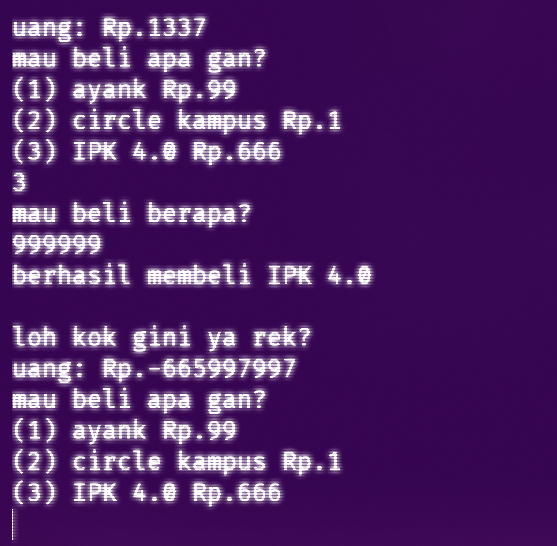 uang: Rp.1337
mau beli apa gan?
(1) ayank Rp.99
(2) circle kampus Rp.1
(3) IPK 4.0 Rp.666
3
mau beli berapa?
999999
berhasil membeli IPK 4.0
loh kok gini ya rek?
uang: Rp.-665997997
mau beli apa gan?
(1) ayank Rp.99
(2) circle kampus Rp.1
(3) IPK 4.0 Rp.666